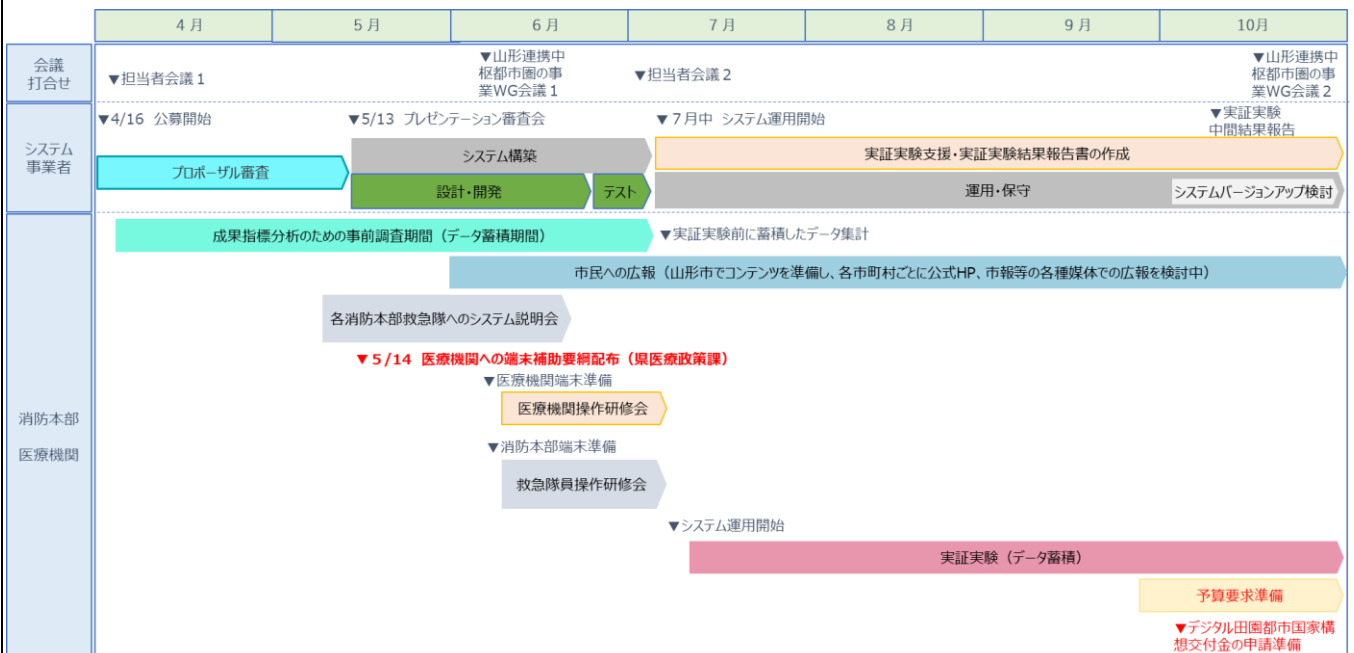 4月
5月
6月
7月
8月
9月
10月
会議
打合せ
▼担当者会議1
▼山形連携中
枢都市圏の事
業WG会議1
▼担当者会議2
▼山形連携中
枢都市圏の事
業WG会議2
システム
事業者
▼4/16 公募開始
▼5/13 プレゼンテーション審査会
▼7月中 システム運用開始
▼実証実験
中間結果報告
プロポーザル審査
システム構築
実証実験支援・実証実験結果報告書の作成
設計・開発
テスト
運用・保守
システムバージョンアップ検討
消防本部
医療機関
成果指標分析のための事前調査期間（データ蓄積期間）
▼実証実験前に蓄積したデータ集計
市民への広報（山形市でコンテンツを準備し、各市町村ごとに公式HP、市報等の各種媒体での広報を検討中）
各消防本部救急隊へのシステム説明会
▼5/14 医療機関への端末補助要綱配布（県医療政策課）
▼医療機関端末準備
医療機関操作研修会
▼消防本部端末準備
救急隊員操作研修会
▼システム運用開始
実証実験（データ蓄積）
予算要求準備
▼デジタル田園都市国家構
想交付金の申請準備